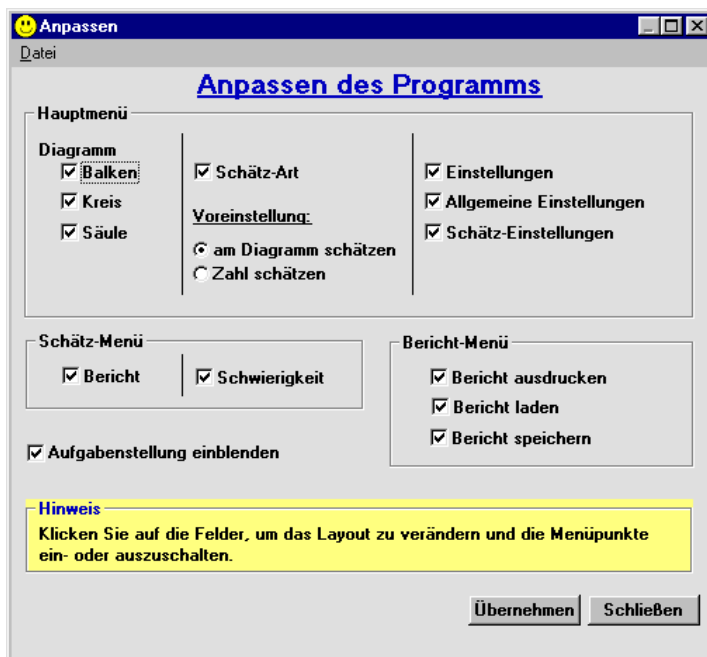 Anpassen
Datei
Anpassen des Programms
Hauptmenü
Diagramm
Balken
Kreis
Säule
Schätz-Art
Voreinstellung:
am Diagramm schätzen
Zahl schätzen
Einstellungen
Allgemeine Einstellungen
Schätz-Einstellungen
Schätz-Menü
Bericht
Schwierigkeit
Bericht-Menü
Bericht ausdrucken
Bericht laden
Bericht speichern
Aufgabenstellung einblenden
Hinweis
Klicken Sie auf die Felder, um das Layout zu verändern und die Menüpunkte
ein- oder auszuschalten.
Übernehmen
Schließen